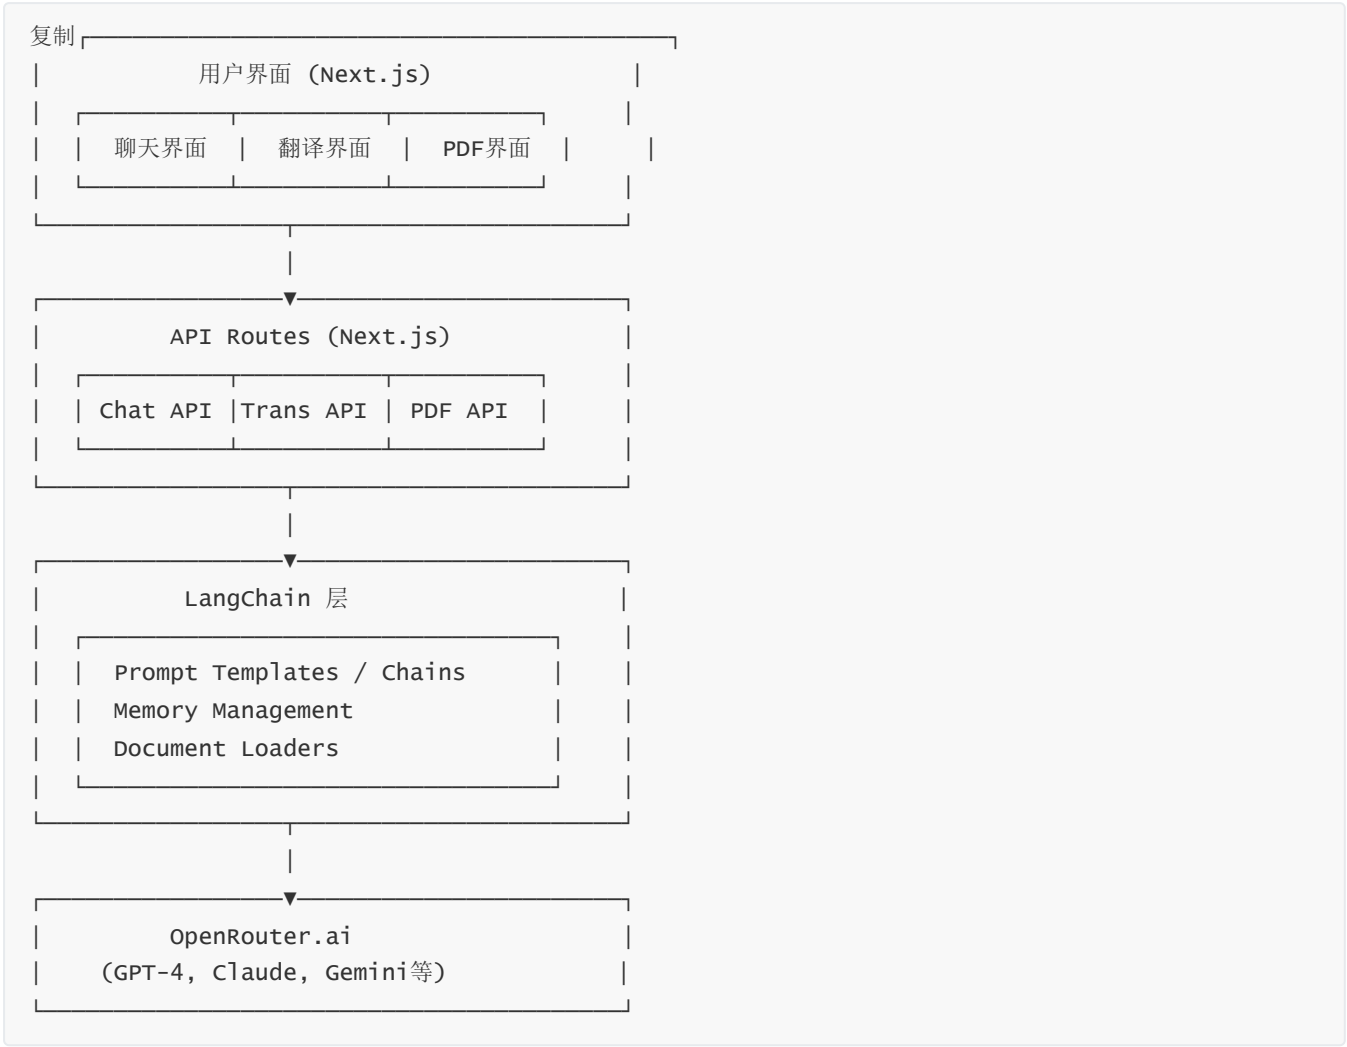 复制
用户界面 (Next.js)
聊天界面 │ 翻译界面 │ PDF界面
API Routes (Next.js)
Chat API │Trans API │ PDF API
LangChain 层
Prompt Templates / Chains
Memory Management
Document Loaders
OpenRouter.ai
(GPT-4, Claude, Gemini等)